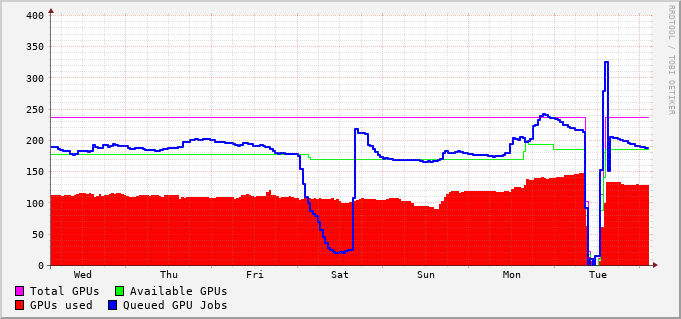 400
350
300
250
200
150
100
50
0
Wed Thu Fri Sat Sun Mon Tue
Total GPUs Available GPUs
GPUs used Queued GPU Jobs
RRDTOOL / TOBI OETIKER